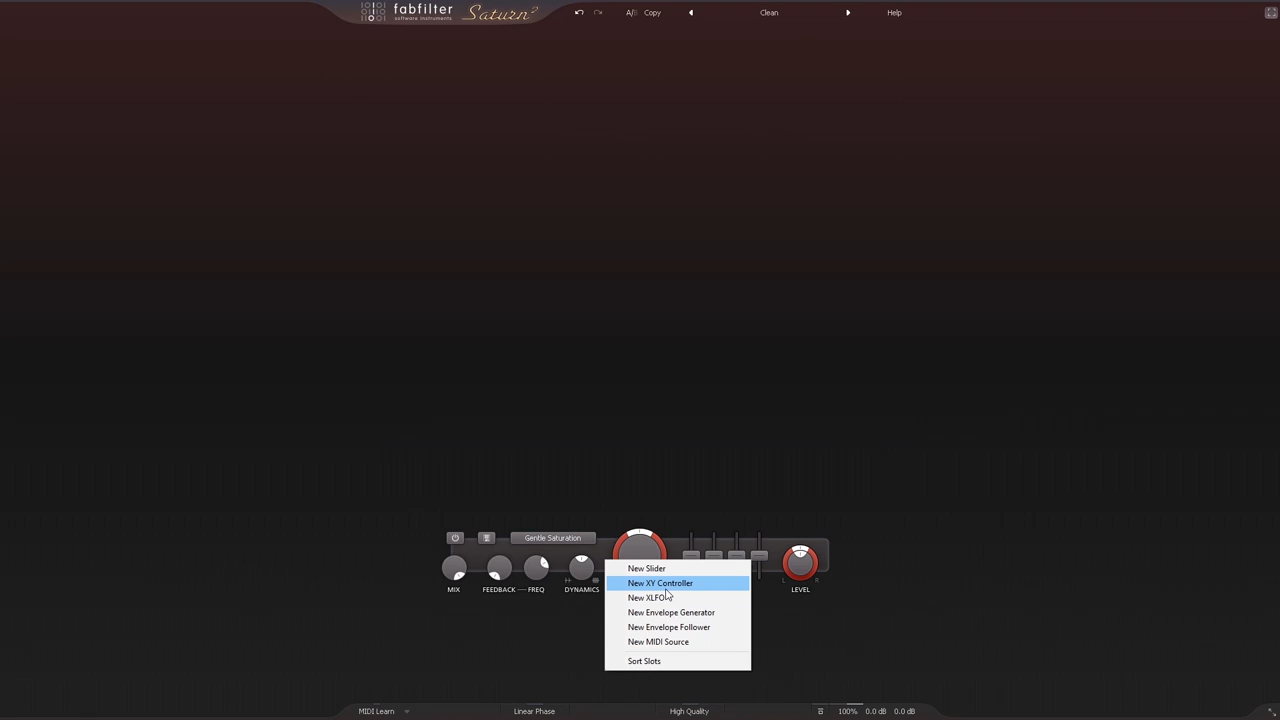 fabfilter
software instruments
Saturn 2
A/B Copy
Clean
Help
Gentle Saturation
MIX
FEEDBACK
FREQ
DYNAMICS
L R
LEVEL
New Slider
New XY Controller
New XLFO
New Envelope Generator
New Envelope Follower
New MIDI Source
Sort Slots
MIDI Learn
Linear Phase
High Quality
100% 0.0 dB 0.0 dB